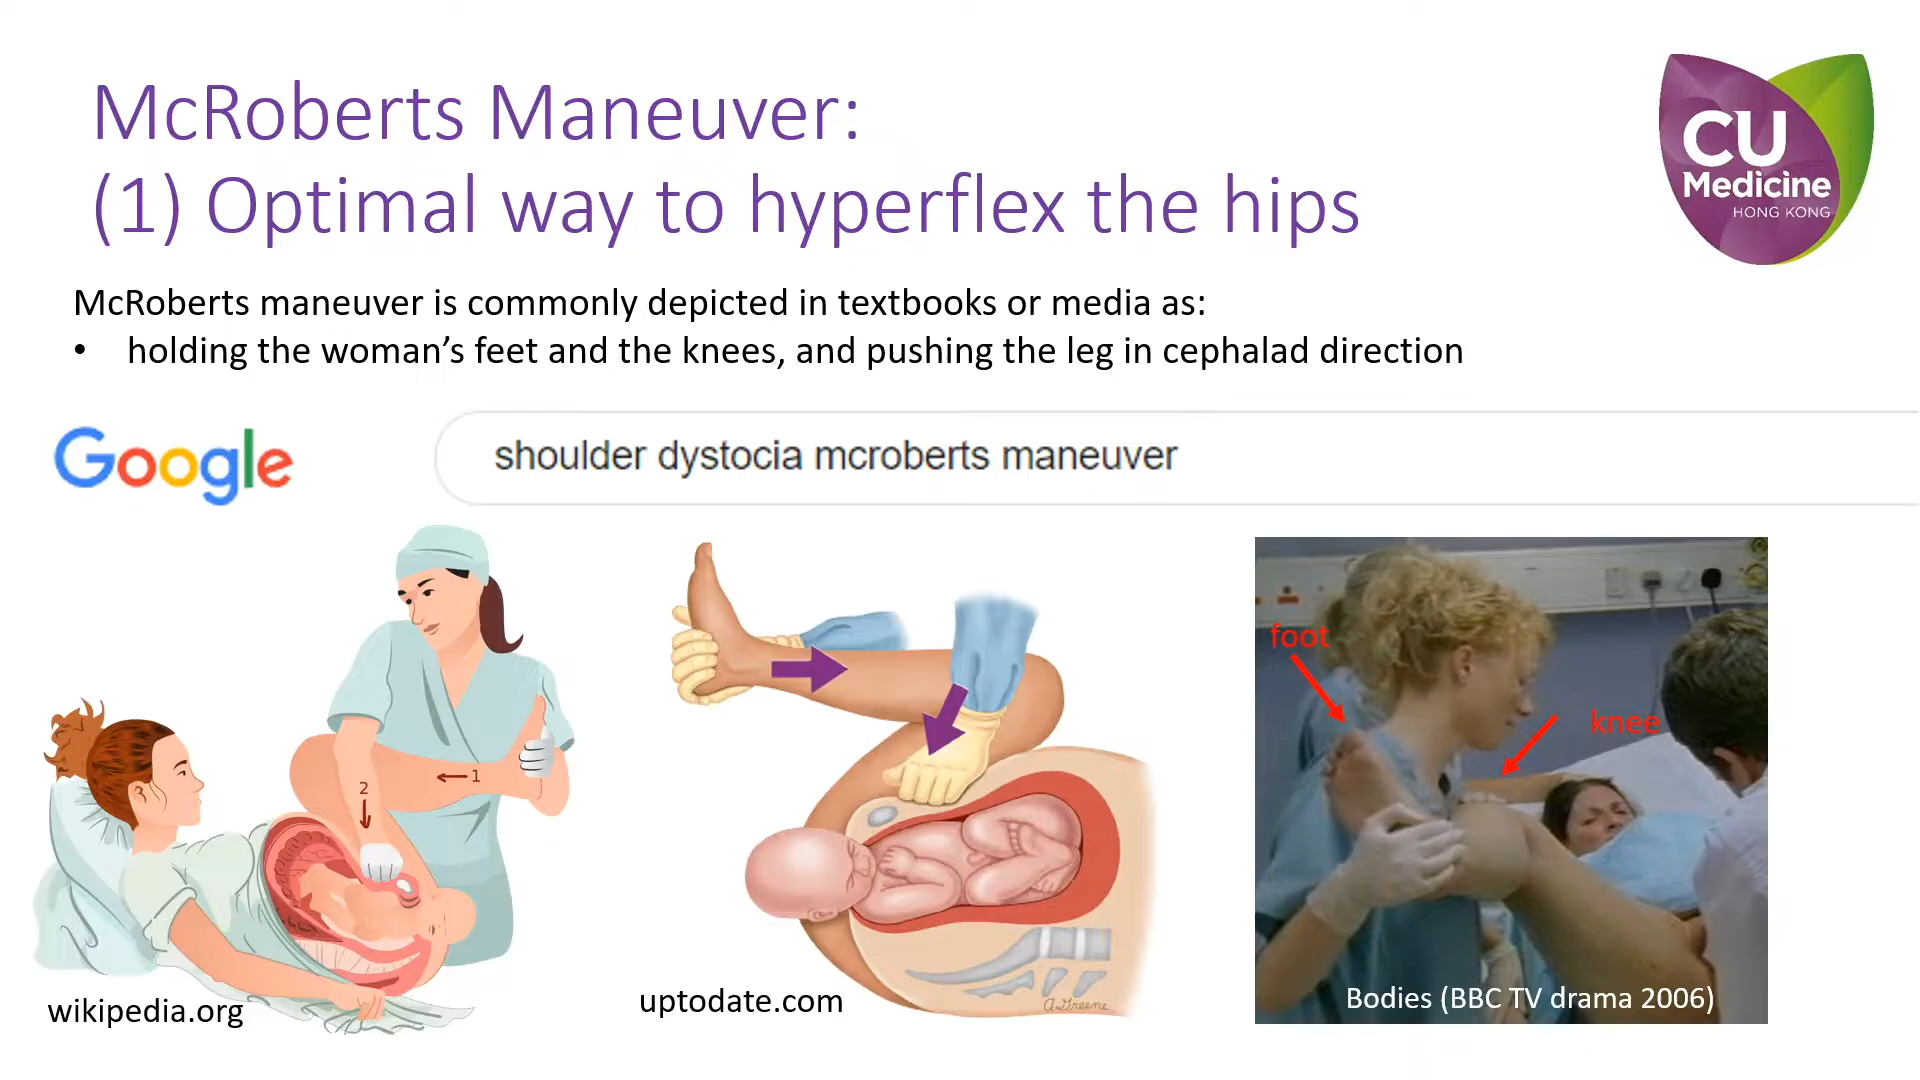 McRoberts Maneuver:
(1) Optimal way to hyperflex the hips
CU
Medicine
HONG KONG
McRoberts maneuver is commonly depicted in textbooks or media as:
• holding the woman’s feet and the knees, and pushing the leg in cephalad direction
Google
shoulder dystocia mcroberts maneuver
1
2
wikipedia.org
A.Greene
uptodate.com
foot
knee
Bodies (BBC TV drama 2006)